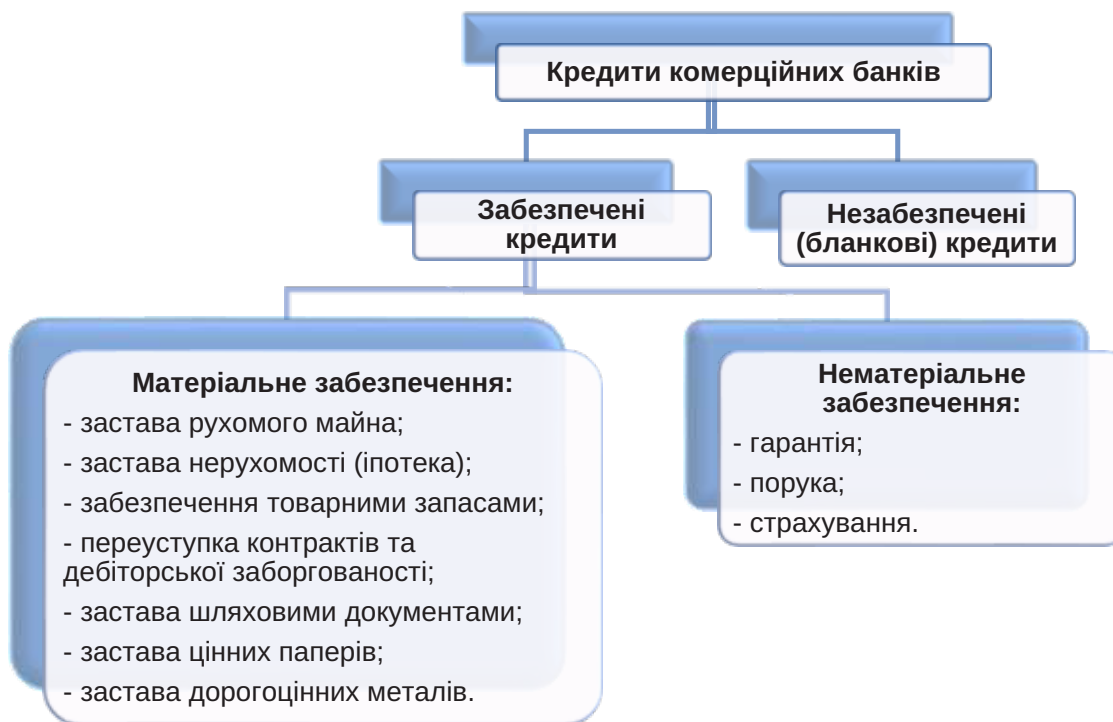 Кредити комерційних банків
Забезпечені
кредити
Незабезпечені
(бланкові) кредити
Матеріальне забезпечення:
- застава рухомого майна;
- застава нерухомості (іпотека);
- забезпечення товарними запасами;
- переуступка контрактів та
дебіторської заборгованості;
- застава шляховими документами;
- застава цінних паперів;
- застава дорогоцінних металів.
Нематеріальне
забезпечення:
- гарантія;
- порука;
- страхування.